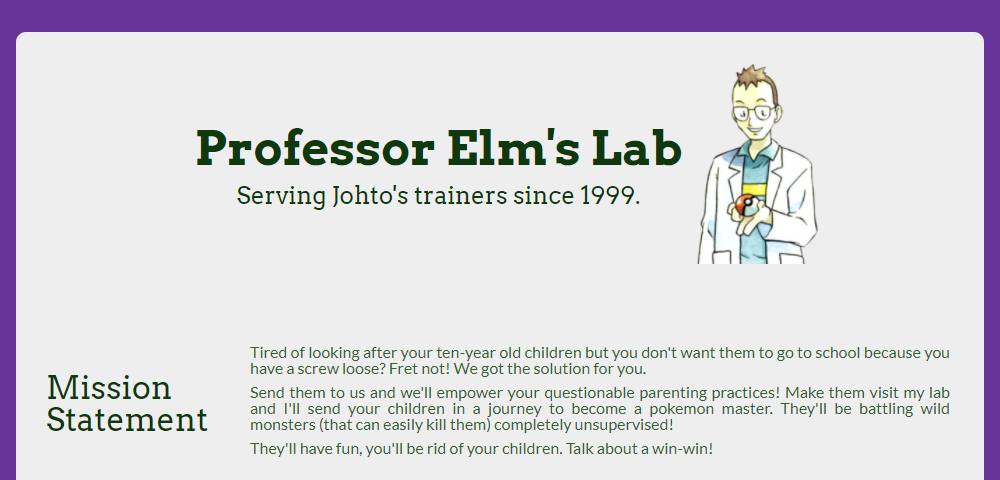 Professor Elm's Lab
Serving Johto's trainers since 1999.
Mission
Statement
Tired of looking after your ten-year old children but you don't want them to go to school because you
have a screw loose? Fret not! We got the solution for you.
Send them to us and we'll empower your questionable parenting practices! Make them visit my lab
and I'll send your children in a journey to become a pokemon master. They'll be battling wild
monsters (that can easily kill them) completely unsupervised!
They'll have fun, you'll be rid of your children. Talk about a win-win!